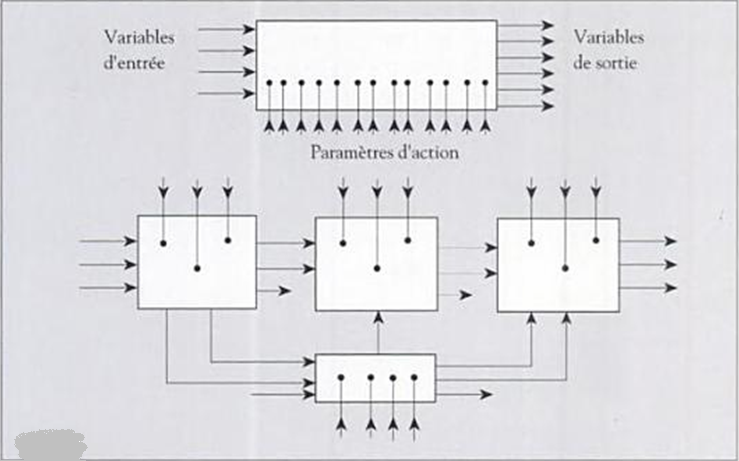 Variables
d'entrée
Variables
de sortie
Paramètres d'action